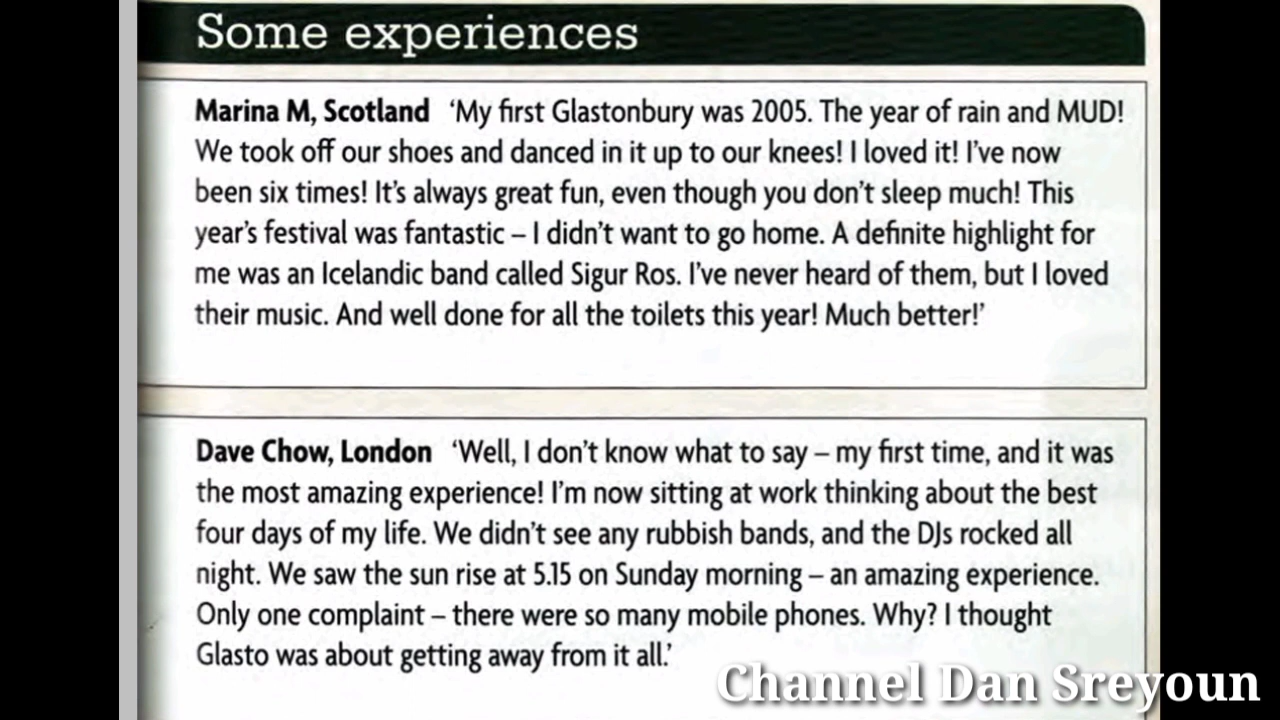 Some experiences
Marina M, Scotland ‘My first Glastonbury was 2005. The year of rain and MUD!
We took off our shoes and danced in it up to our knees! I loved it! I’ve now
been six times! It’s always great fun, even though you don’t sleep much! This
year’s festival was fantastic – I didn’t want to go home. A definite highlight for
me was an Icelandic band called Sigur Ros. I’ve never heard of them, but I loved
their music. And well done for all the toilets this year! Much better!’
Dave Chow, London ‘Well, I don’t know what to say – my first time, and it was
the most amazing experience! I’m now sitting at work thinking about the best
four days of my life. We didn’t see any rubbish bands, and the DJs rocked all
night. We saw the sun rise at 5.15 on Sunday morning – an amazing experience.
Only one complaint – there were so many mobile phones. Why? I thought
Glasto was about getting away from it all.’
Channel Dan Sreyoun